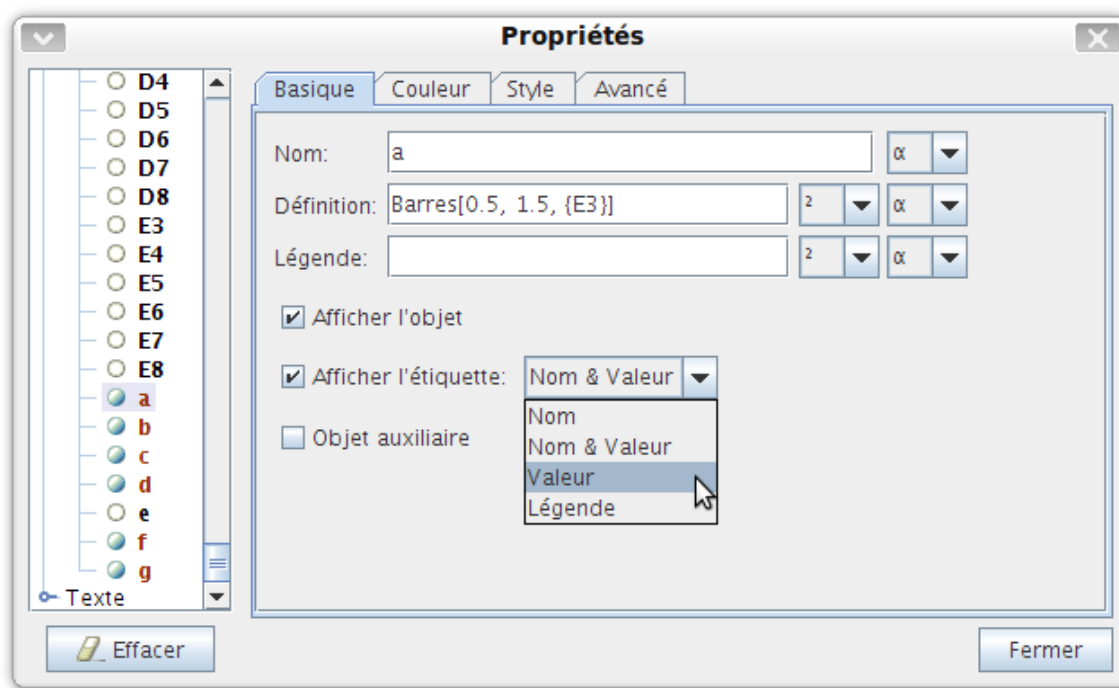 Propriétés
D4
D5
D6
D7
D8
E3
E4
E5
E6
E7
E8
a
b
c
d
e
f
g
Texte
Effacer
Basique Couleur Style Avancé
Nom: a α
Définition: Barres[0.5, 1.5, {E3}] ² α
Légende: ² α
Afficher l'objet
Afficher l'étiquette: Nom & Valeur
Nom
Nom & Valeur
Valeur
Légende
Objet auxiliaire
Fermer